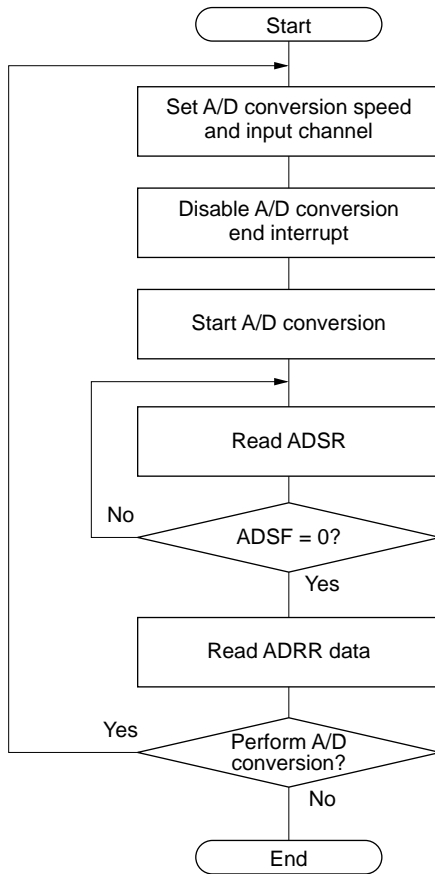 Start
Set A/D conversion speed
and input channel
Disable A/D conversion
end interrupt
Start A/D conversion
Read ADSR
No
ADSF = 0?
Yes
Read ADRR data
Yes
Perform A/D
conversion?
No
End